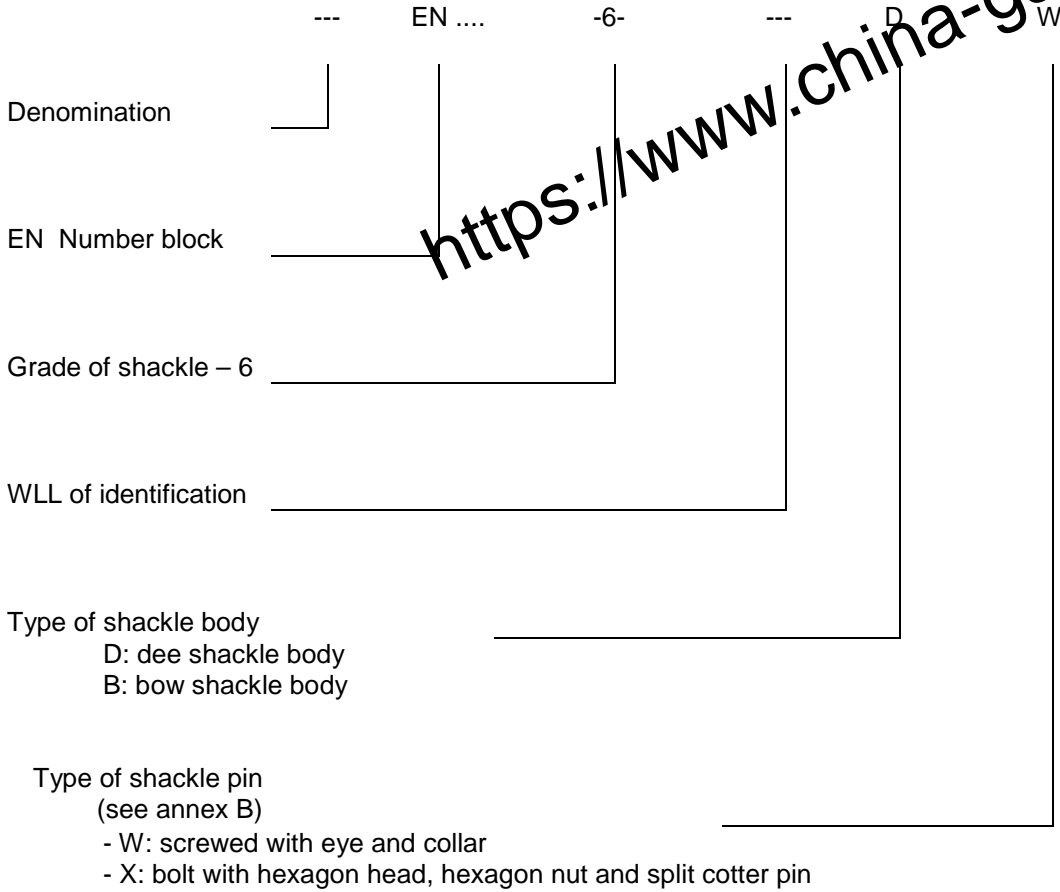 --- EN .... -6- --- D W
https://www.china-g
Denomination
EN Number block
Grade of shackle – 6
WLL of identification
Type of shackle body
D: dee shackle body
B: bow shackle body
Type of shackle pin
(see annex B)
- W: screwed with eye and collar
- X: bolt with hexagon head, hexagon nut and split cotter pin